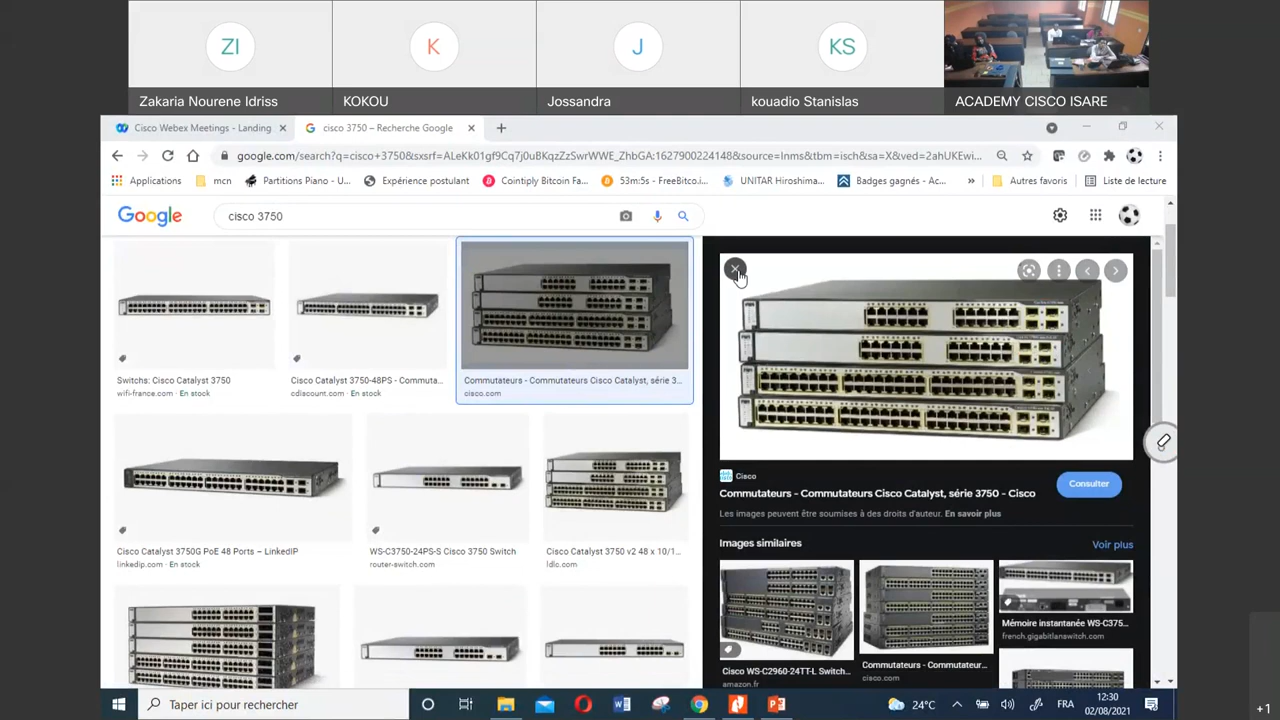 ZI
K
J
KS
Zakaria Nourene Idriss
KOKOU
Jossandra
kouadio Stanislas
ACADEMY CISCO ISARE
Cisco Webex Meetings - Landing
cisco 3750 – Recherche Google
google.com/search?q=cisco+3750&sxsrf=ALeKk01gf9Cq7j0uBKqzZzSwrWWE_ZhbGA:1627900224148&source=lnms&tbm=isch&sa=X&ved=2ahUKEwi...
Applications
mcn
Partitions Piano - U...
Expérience postulant
Cointiply Bitcoin Fa...
53m:5s - FreeBitco.i...
UNITAR Hiroshima...
Badges gagnés - Ac...
»
Autres favoris
Liste de lecture
Google
cisco 3750
Switchs: Cisco Catalyst 3750
wifi-france.com · En stock
Cisco Catalyst 3750-48PS - Commuta...
cdiscount.com · En stock
Commutateurs - Commutateurs Cisco Catalyst, série 3...
cisco.com
Cisco Catalyst 3750G PoE 48 Ports – LinkedIP
linkedip.com · En stock
WS-C3750-24PS-S Cisco 3750 Switch
router-switch.com
Cisco Catalyst 3750 v2 48 x 10/1...
ldlc.com
Cisco
Commutateurs - Commutateurs Cisco Catalyst, série 3750 - Cisco
Consulter
Les images peuvent être soumises à des droits d'auteur. En savoir plus
Images similaires
Voir plus
Cisco WS-C2960-24TT-L Switch...
amazon.fr
Commutateurs - Commutateur...
cisco.com
Mémoire instantanée WS-C375...
french.gigabitlanswitch.com
Taper ici pour rechercher
24°C
FRA
12:30
02/08/2021
+1